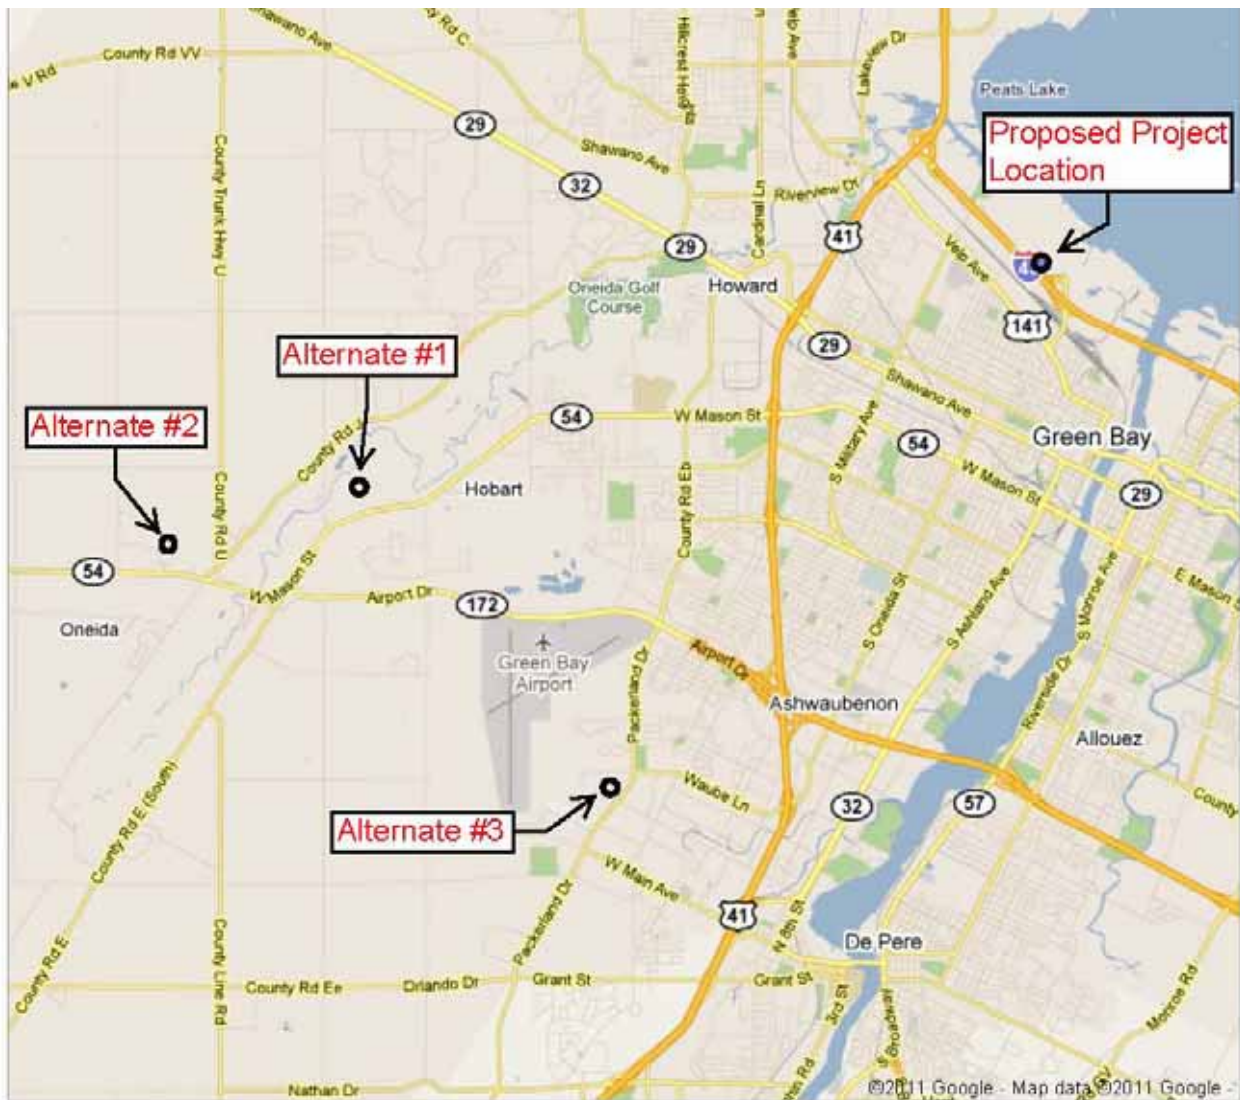 Shawano Ave
County Rd C
Hillcrest Heig
Lakeview Dr
County Rd VV
e V Rd
Peats Lake
Proposed Project
Location
29
Shawano Ave
County Trunk Hwy U
32
Riverview Dr
Cardinal Ln
41
29
Velp Ave
Oneida Golf
Course
Howard
141
Alternate #1
29
Shawano Ave
Alternate #2
54
W Mason St
County Rd J
S Military Ave
54
Green Bay
W Mason St
Hobart
29
County Rd U
County Rd Eb
54
W Mason St
Airport Dr
172
E Mason
S Oneida St
S Ashland Ave
S Monroe Ave
Oneida
Green Bay
Airport
Packerland Dr
Airport Dr
Ashwaubenon
Riverside Dr
Allouez
County Rd E (South)
Waube Ln
32
57
County
Alternate #3
W Main Ave
41
N 8th St
De Pere
Packerland Dr
County Rd E
County Line Rd
County Rd Ee
Orlando Dr
Grant St
Grant St
3rd St
S Broadway
Monroe Rd
Nathan Dr
©2011 Google - Map data ©2011 Google -